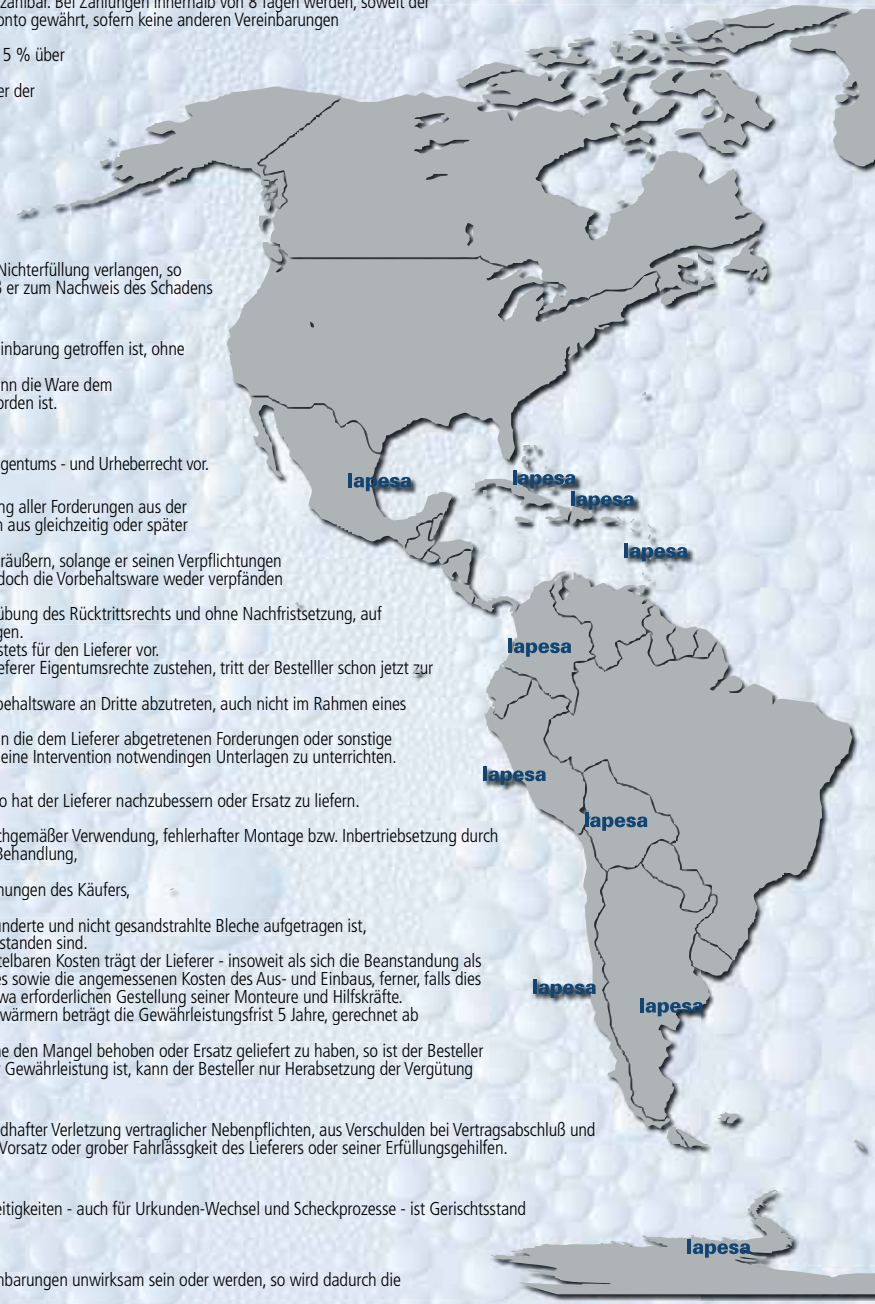 zahlbar. Bei Zahlungen innerhalb von 8 Tagen werden, soweit der
onto gewährt, sofern keine anderen Vereinbarungen
5 % über
er der
Nichterfüllung verlangen, so
er zum Nachweis des Schadens
einbarung getroffen ist, ohne
nn die Ware dem
orden ist.
igentums - und Urheberrecht vor.
lapesa
lapesa
lapesa
ng aller Forderungen aus der
aus gleichzeitig oder später
lapesa
räußern, solange er seinen Verpflichtungen
doch die Vorbehaltsware weder verpfänden
übung des Rücktrittsrechts und ohne Nachfristsetzung, auf
gen.
stets für den Lieferer vor.
lapesa
eferer Eigentumsrechte zustehen, tritt der Bestelller schon jetzt zur
behaltsware an Dritte abzutreten, auch nicht im Rahmen eines
n die dem Lieferer abgetretenen Forderungen oder sonstige
eine Intervention notwendingen Unterlagen zu unterrichten.
lapesa
o hat der Lieferer nachzubessern oder Ersatz zu liefern.
lapesa
chgemäßer Verwendung, fehlerhafter Montage bzw. Inbertriebsetzung durch
Behandlung,
nungen des Käufers,
underte und nicht gesandstrahlte Bleche aufgetragen ist,
standen sind.
telbaren Kosten trägt der Lieferer - insoweit als sich die Beanstandung als
es sowie die angemessenen Kosten des Aus- und Einbaus, ferner, falls dies
lapesa
wa erforderlichen Gestellung seiner Monteure und Hilfskräfte.
lapesa
wärmern beträgt die Gewährleistungsfrist 5 Jahre, gerechnet ab
ne den Mangel behoben oder Ersatz geliefert zu haben, so ist der Besteller
Gewährleistung ist, kann der Besteller nur Herabsetzung der Vergütung
dhafter Verletzung vertraglicher Nebenpflichten, aus Verschulden bei Vertragsabschluß und
Vorsatz oder grober Fahrlässgkeit des Lieferers oder seiner Erfüllungsgehilfen.
eitigkeiten - auch für Urkunden-Wechsel und Scheckprozesse - ist Gerischtsstand
lapesa
nbarungen unwirksam sein oder werden, so wird dadurch die